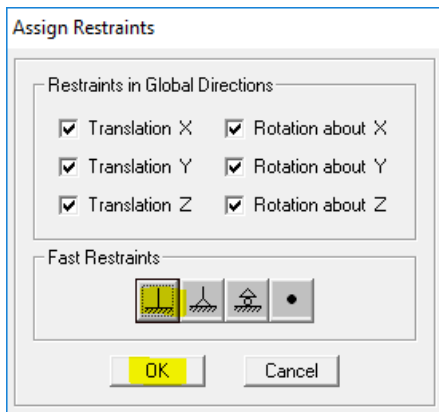 Assign Restraints
Restraints in Global Directions
Translation X Rotation about X
Translation Y Rotation about Y
Translation Z Rotation about Z
Fast Restraints
OK Cancel